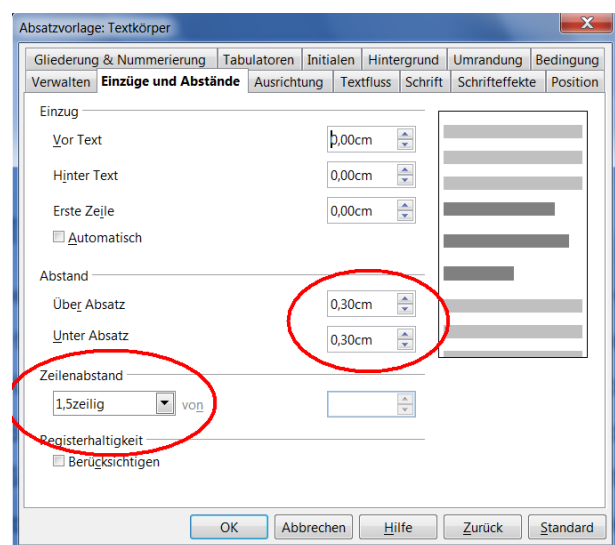 Absatzvorlage: Textkörper
Gliederung & Nummerierung Tabulatoren Initialen Hintergrund Umrandung Bedingung
Verwalten Einzüge und Abstände Ausrichtung Textfluss Schrift Schrifteffekte Position
Einzug
Vor Text 0,00cm
Hinter Text 0,00cm
Erste Zeile 0,00cm
Automatisch
Abstand
Über Absatz 0,30cm
Unter Absatz 0,30cm
Zeilenabstand
1,5zeilig von
Registerhaltigkeit
Berücksichtigen
OK Abbrechen Hilfe Zurück Standard